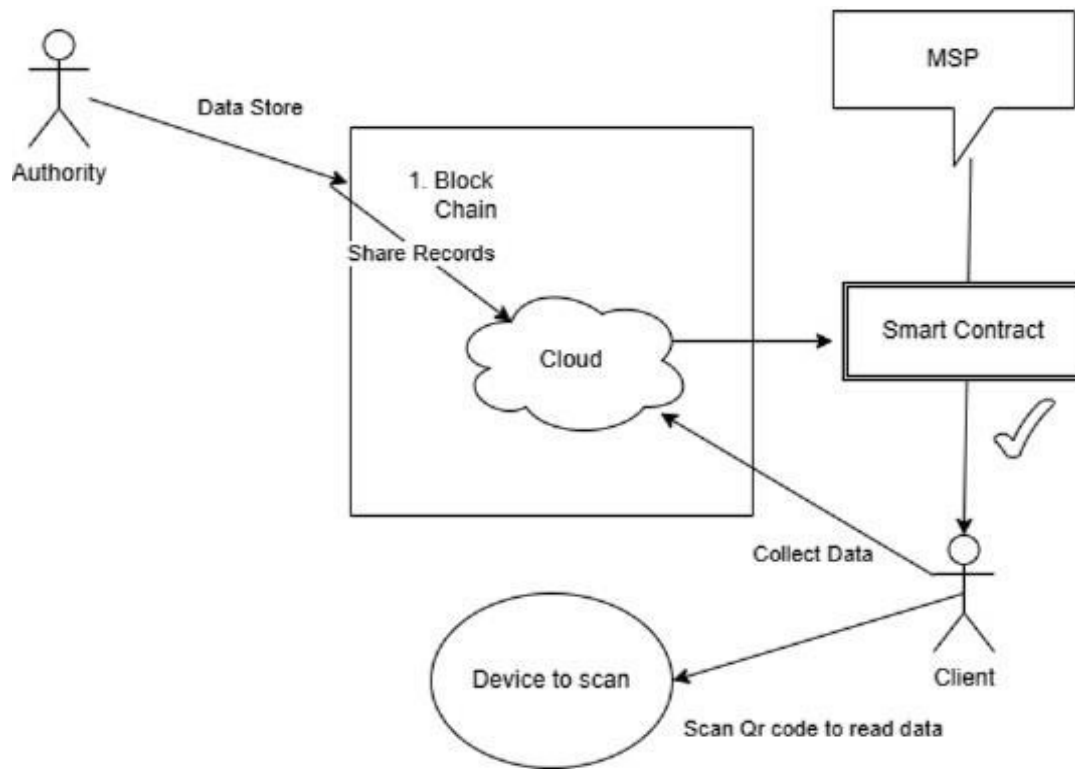 MSP
Data Store
Authority
1. Block
Chain
Share Records
Smart Contract
Cloud
Collect Data
Device to scan
Client
Scan Qr code to read data